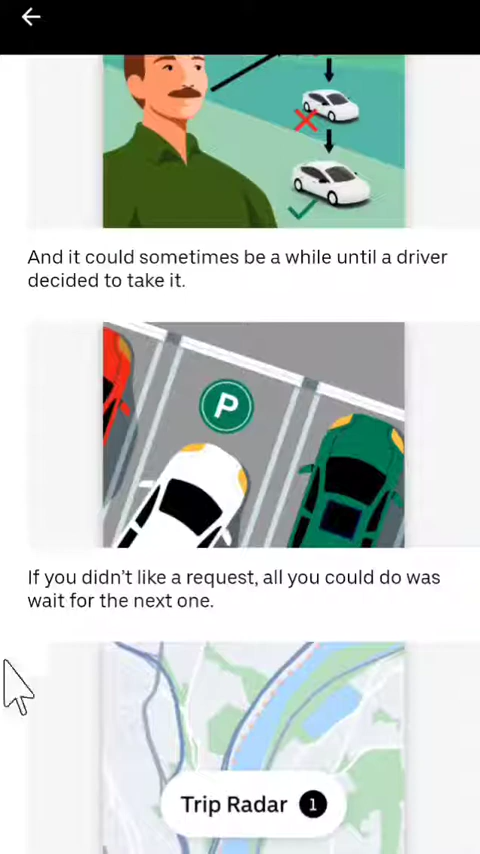 And it could sometimes be a while until a driver
decided to take it.
P
If you didn’t like a request, all you could do was
wait for the next one.
Trip Radar 1